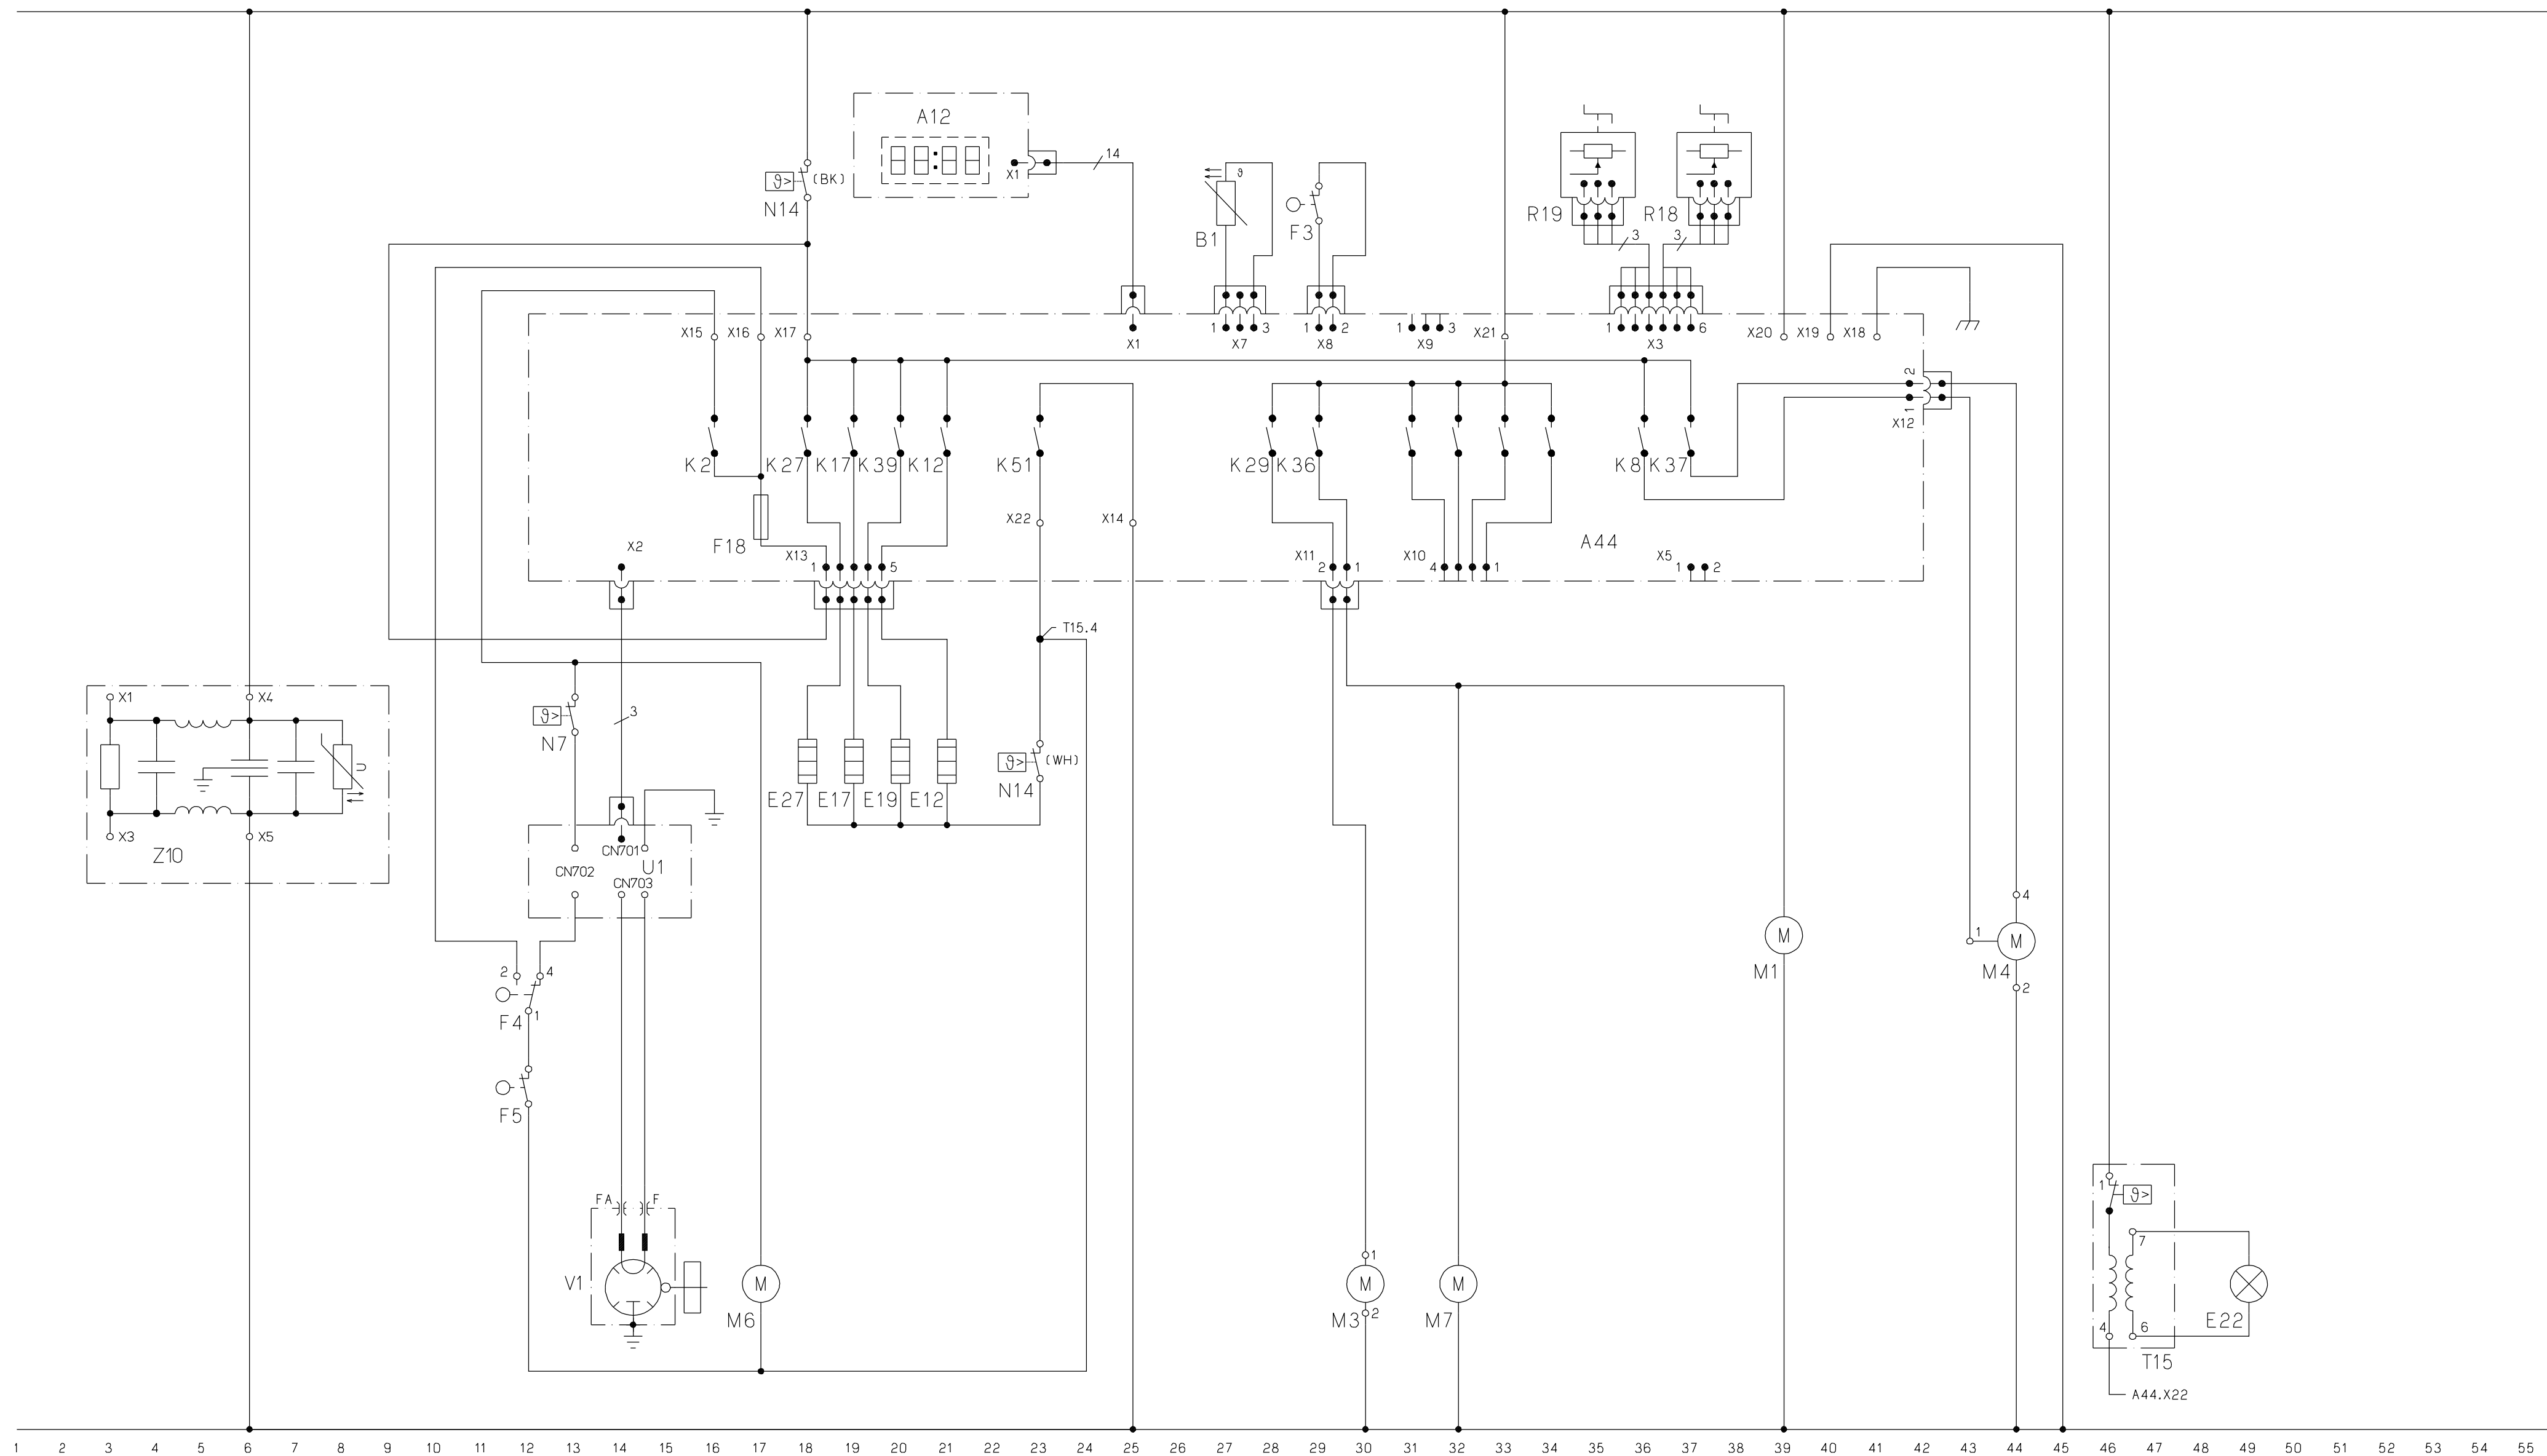 A12
14
X1
ϑ> (BK)
N14
ϑ
B1
F3
R19
R18
3
3
X15 X16 X17
X1
1 3
X7
1 2
X8
1 3
X9
X21
1 6
X3
X20 X19 X18
2
1
X12
K2 K27 K17 K39 K12 K51 K29 K36 K8 K37
X22 X14
X2
F18
X13
1 5
X11
2 1
X10
4 1
A44
X5
1 2
T15.4
X1 X4
U
X3 X5
Z10
ϑ>
N7
3
E27 E17 E19 E12
ϑ> (WH)
N14
CN701
U1
CN702
CN703
2 4
F4 1
F5
FA F
V1
M
M6
M
1
M3 2
M
M7
M
M1
4
1
M
M4
2
1
ϑ>
7
4 6
T15
E22
A44.X22
1 2 3 4 5 6 7 8 9 10 11 12 13 14 15 16 17 18 19 20 21 22 23 24 25 26 27 28 29 30 31 32 33 34 35 36 37 38 39 40 41 42 43 44 45 46 47 48 49 50 51 52 53 54 55